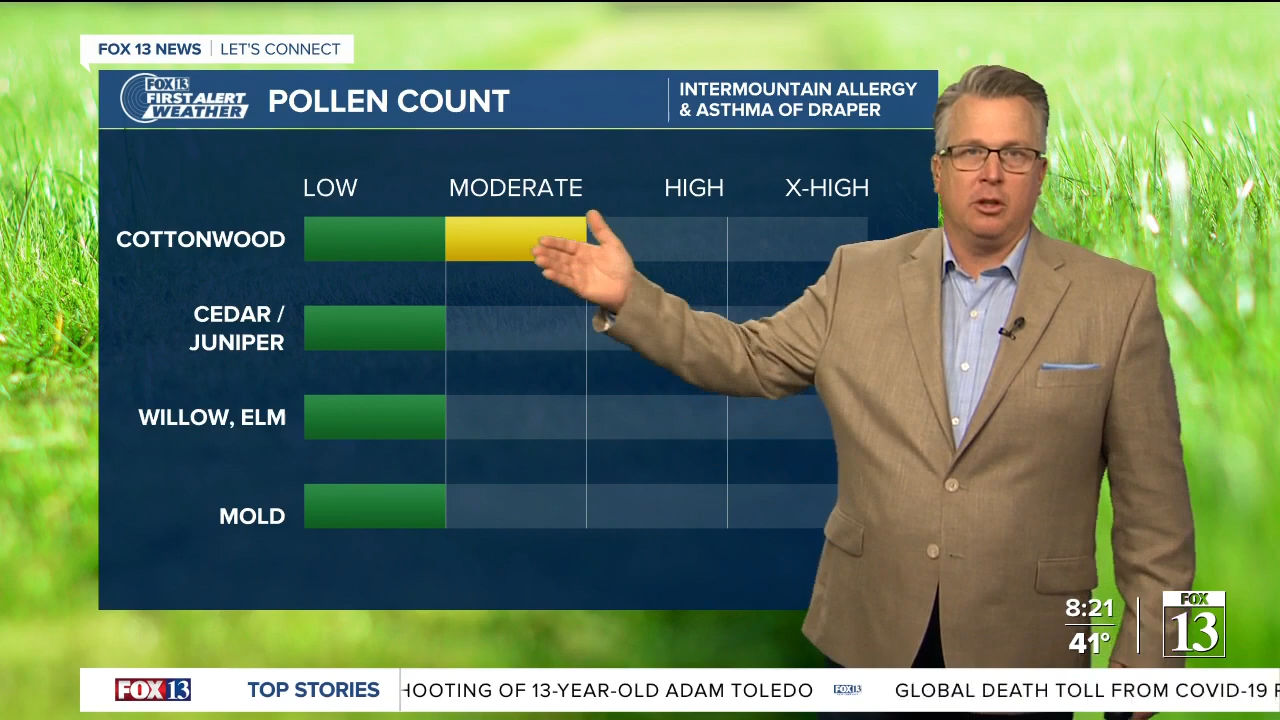 FOX 13 NEWS | LET'S CONNECT
FOX 13
FIRST ALERT
WEATHER
POLLEN COUNT
INTERMOUNTAIN ALLERGY
& ASTHMA OF DRAPER
LOW MODERATE HIGH X-HIGH
COTTONWOOD
CEDAR /
JUNIPER
WILLOW, ELM
MOLD
8:21
41°
FOX
13
FOX 13 TOP STORIES HOOTING OF 13-YEAR-OLD ADAM TOLEDO FOX 13 GLOBAL DEATH TOLL FROM COVID-19